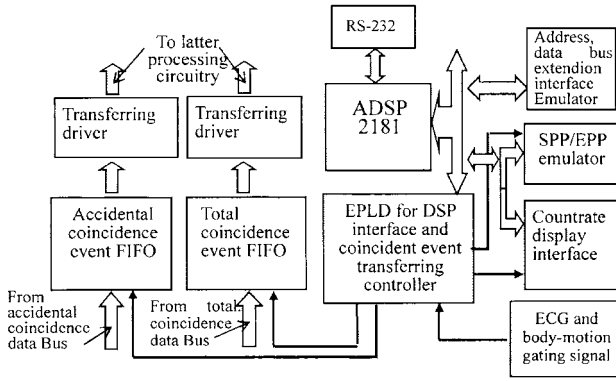 To latter
processing
circuitry
RS-232
Address,
data bus
extention
interface
Emulator
Transferring
driver
Transferring
driver
ADSP
2181
SPP/EPP
emulator
Accidental
coincidence
event FIFO
Total
coincidence
event FIFO
EPLD for DSP
interface and
coincident event
transferring
controller
Countrate
display
interface
From
accidental
coincidence
data Bus
From total
coincidence
data Bus
ECG and
body-motion
gating signal